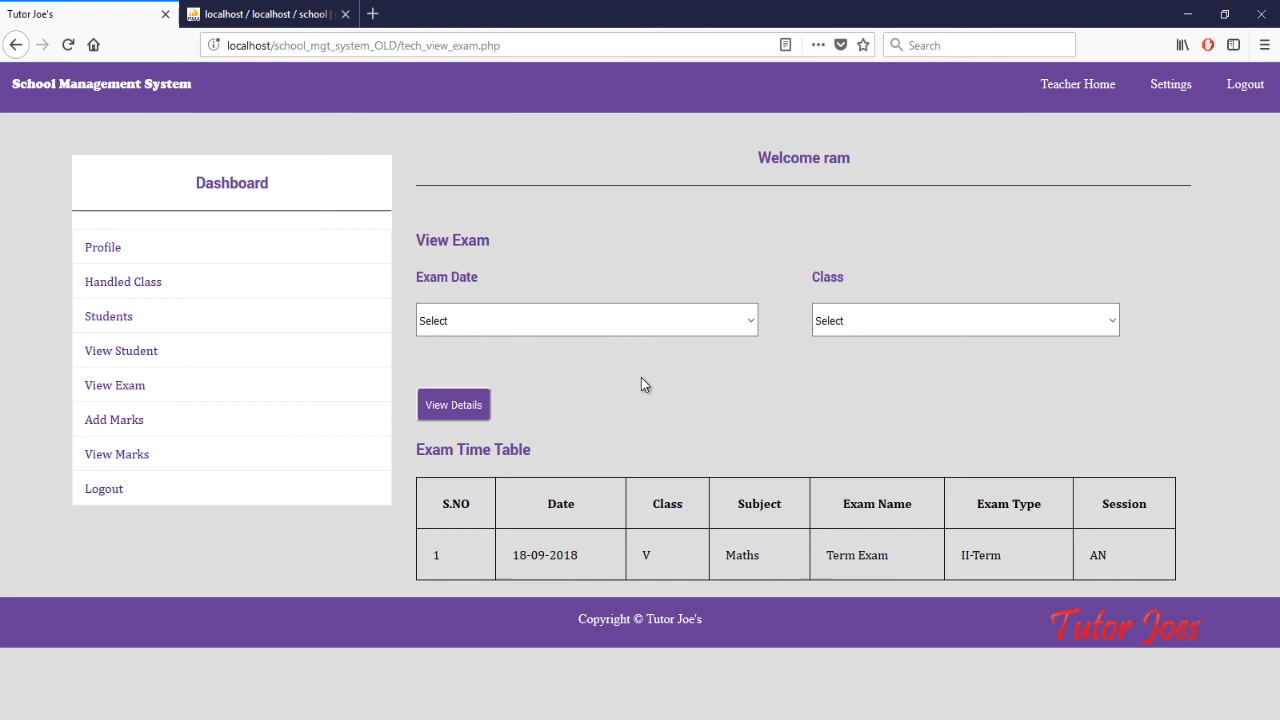 Tutor Joe's
localhost / localhost / school |
localhost/school_mgt_system_OLD/tech_view_exam.php
Search
School Management System
Teacher Home Settings Logout
Dashboard
Profile
Handled Class
Students
View Student
View Exam
Add Marks
View Marks
Logout
Welcome ram
View Exam
Exam Date Class
Select Select
View Details
Exam Time Table
S.NO Date Class Subject Exam Name Exam Type Session
1 18-09-2018 V Maths Term Exam II-Term AN
Copyright © Tutor Joe's
Tutor Joes